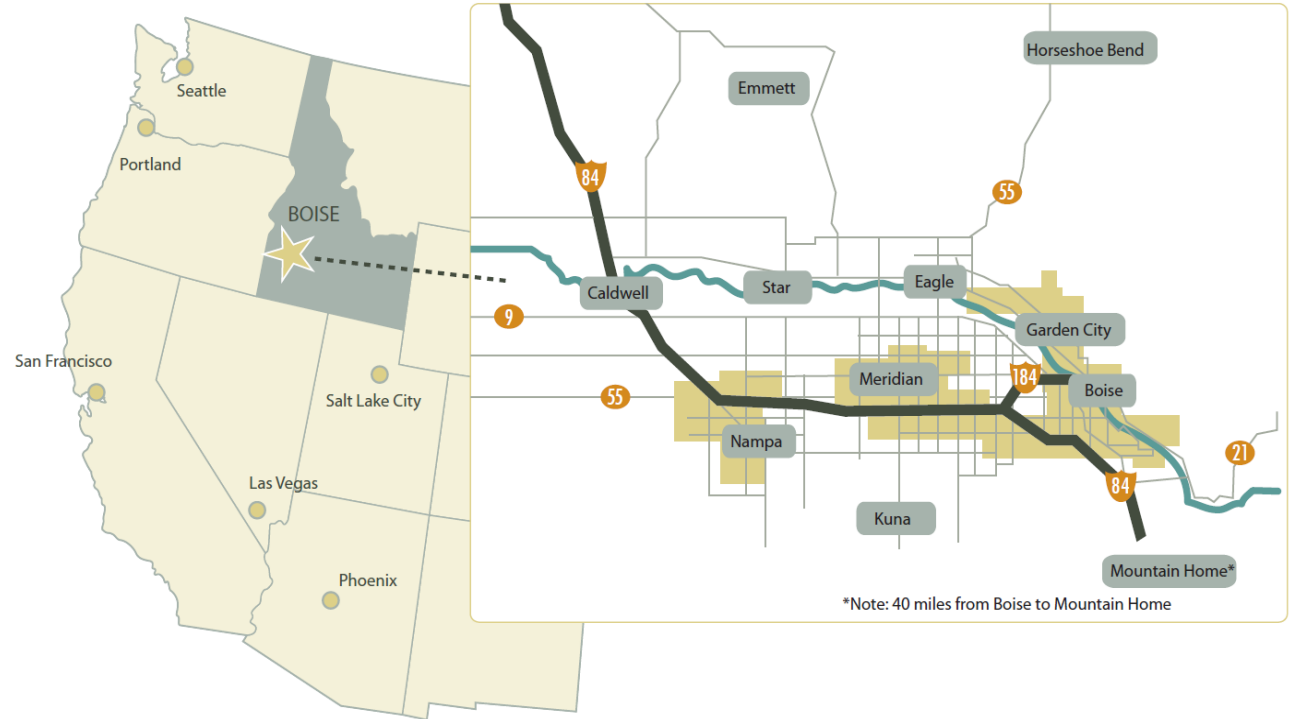 Seattle
Portland
BOISE
San Francisco
Salt Lake City
Las Vegas
Phoenix
Horseshoe Bend
Emmett
84
55
Caldwell
Star
Eagle
9
Garden City
Meridian
184
Boise
55
Nampa
21
84
Kuna
Mountain Home*
*Note: 40 miles from Boise to Mountain Home